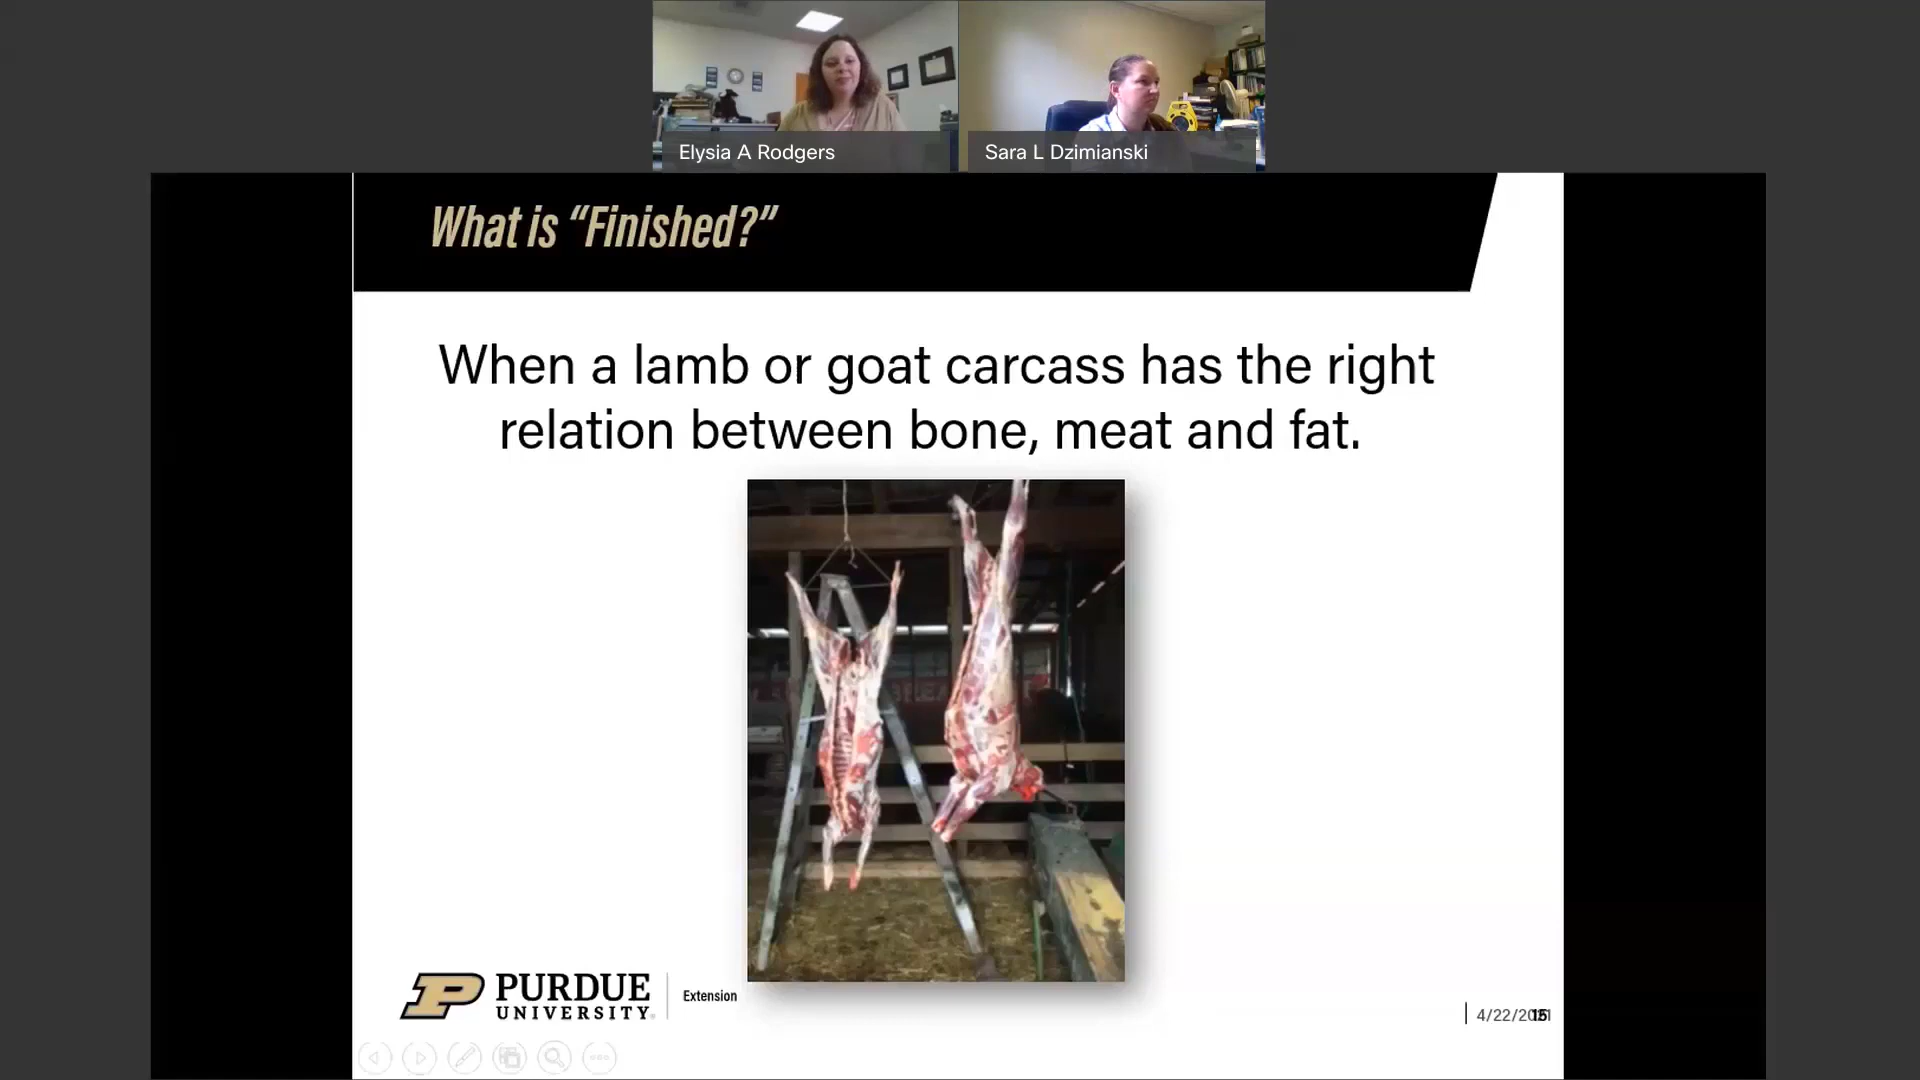 Elysia A Rodgers
Sara L Dzimianski
What is “Finished?”
When a lamb or goat carcass has the right
relation between bone, meat and fat.
PURDUE
UNIVERSITY
Extension